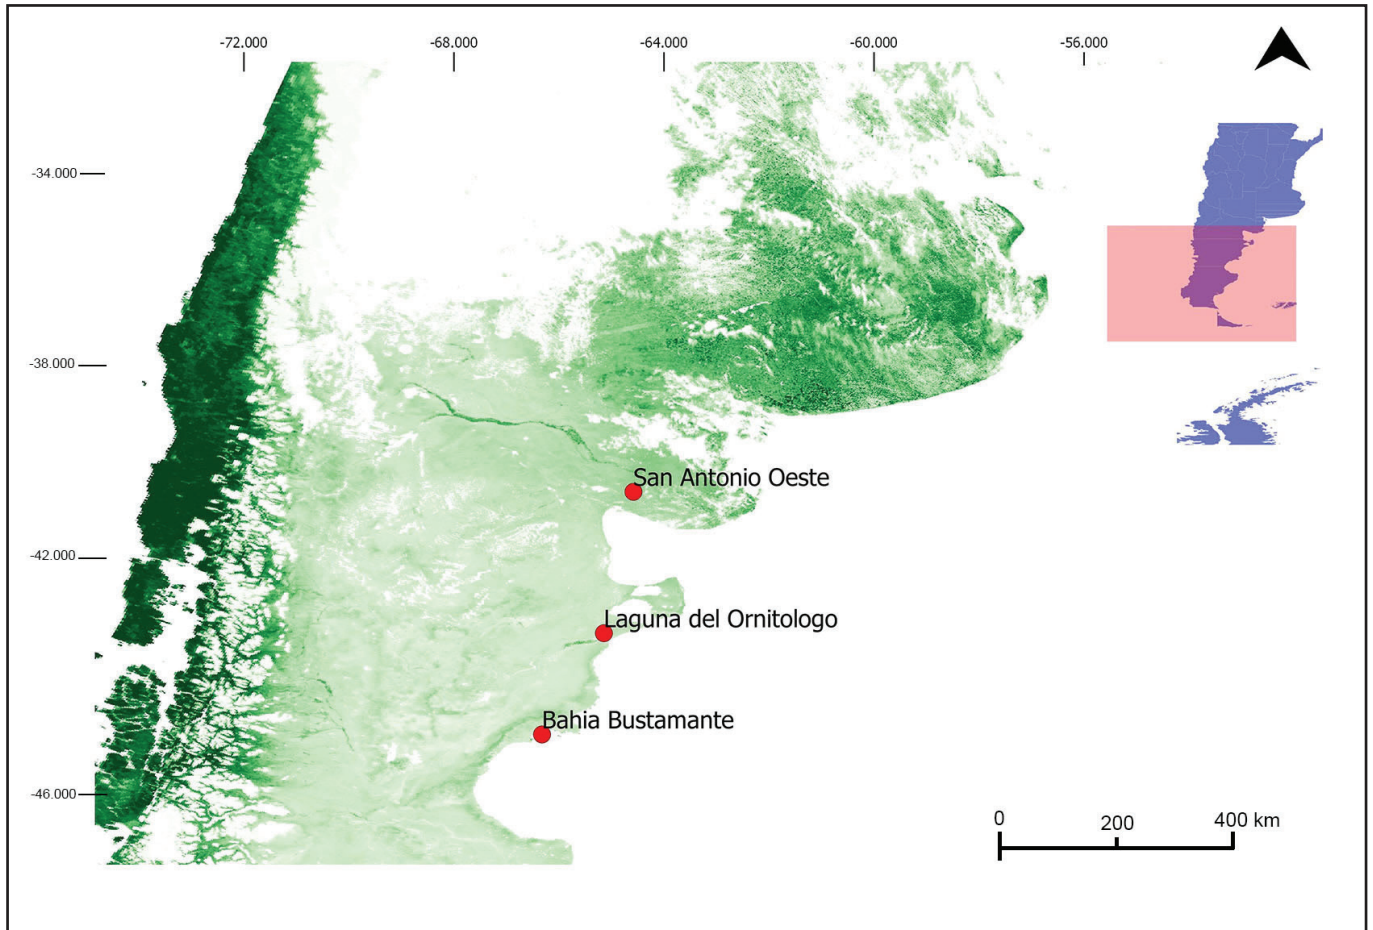 -72.000 -68.000 -64.000 -60.000 -56.000
-34.000
-38.000
San Antonio Oeste
-42.000
Laguna del Ornitologo
Bahia Bustamante
-46.000
0 200 400 km